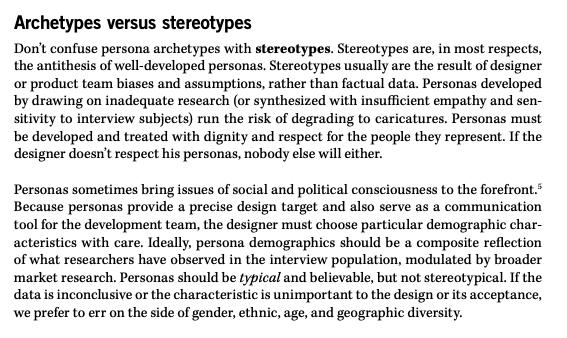 Archetypes versus stereotypes
Don't confuse persona archetypes with stereotypes. Stereotypes are, in most respects,
the antithesis of well-developed personas. Stereotypes usually are the result of designer
or product team biases and assumptions, rather than factual data. Personas developed
by drawing on inadequate research (or synthesized with insufficient empathy and sen-
sitivity to interview subjects) run the risk of degrading to caricatures. Personas must
be developed and treated with dignity and respect for the people they represent. If the
designer doesn't respect his personas, nobody else will either.
Personas sometimes bring issues of social and political consciousness to the forefront.5
Because personas provide a precise design target and also serve as a communication
tool for the development team, the designer must choose particular demographic char-
acteristics with care. Ideally, persona demographics should be a composite reflection
of what researchers have observed in the interview population, modulated by broader
market research. Personas should be typical and believable, but not stereotypical. If the
data is inconclusive or the characteristic is unimportant to the design or its acceptance,
we prefer to err on the side of gender, ethnic, age, and geographic diversity.